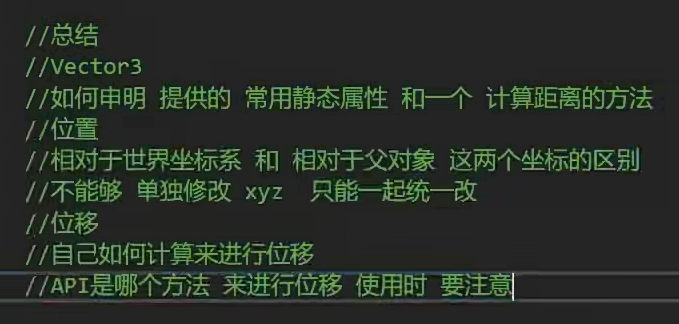 //总结
//Vector3
//如何申明 提供的 常用静态属性 和一个 计算距离的方法
//位置
//相对于世界坐标系 和 相对于父对象 这两个坐标的区别
//不能够 单独修改 xyz 只能一起统一改
//位移
//自己如何计算来进行位移
//API是哪个方法 来进行位移 使用时 要注意